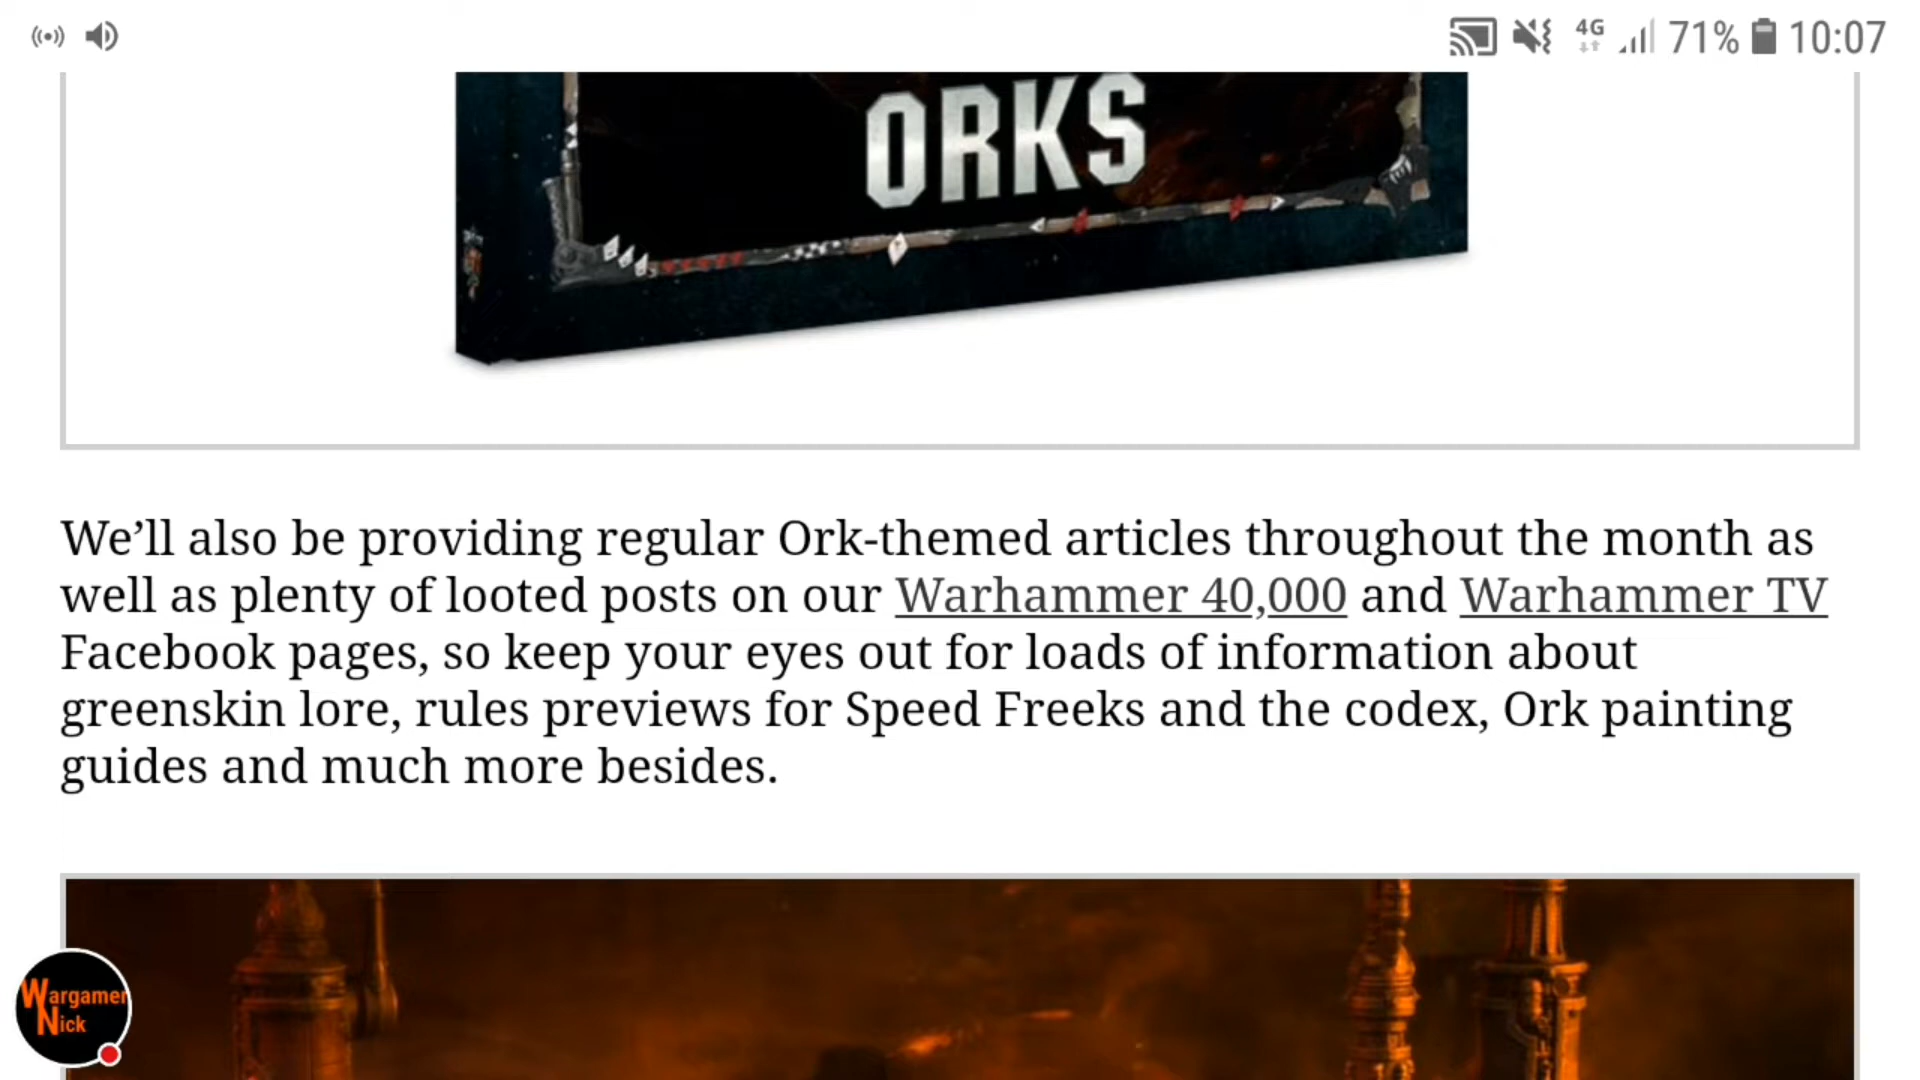 4G 71% 10:07
ORKS
We’ll also be providing regular Ork-themed articles throughout the month as
well as plenty of looted posts on our Warhammer 40,000 and Warhammer TV
Facebook pages, so keep your eyes out for loads of information about
greenskin lore, rules previews for Speed Freeks and the codex, Ork painting
guides and much more besides.
Wargamer
Nick